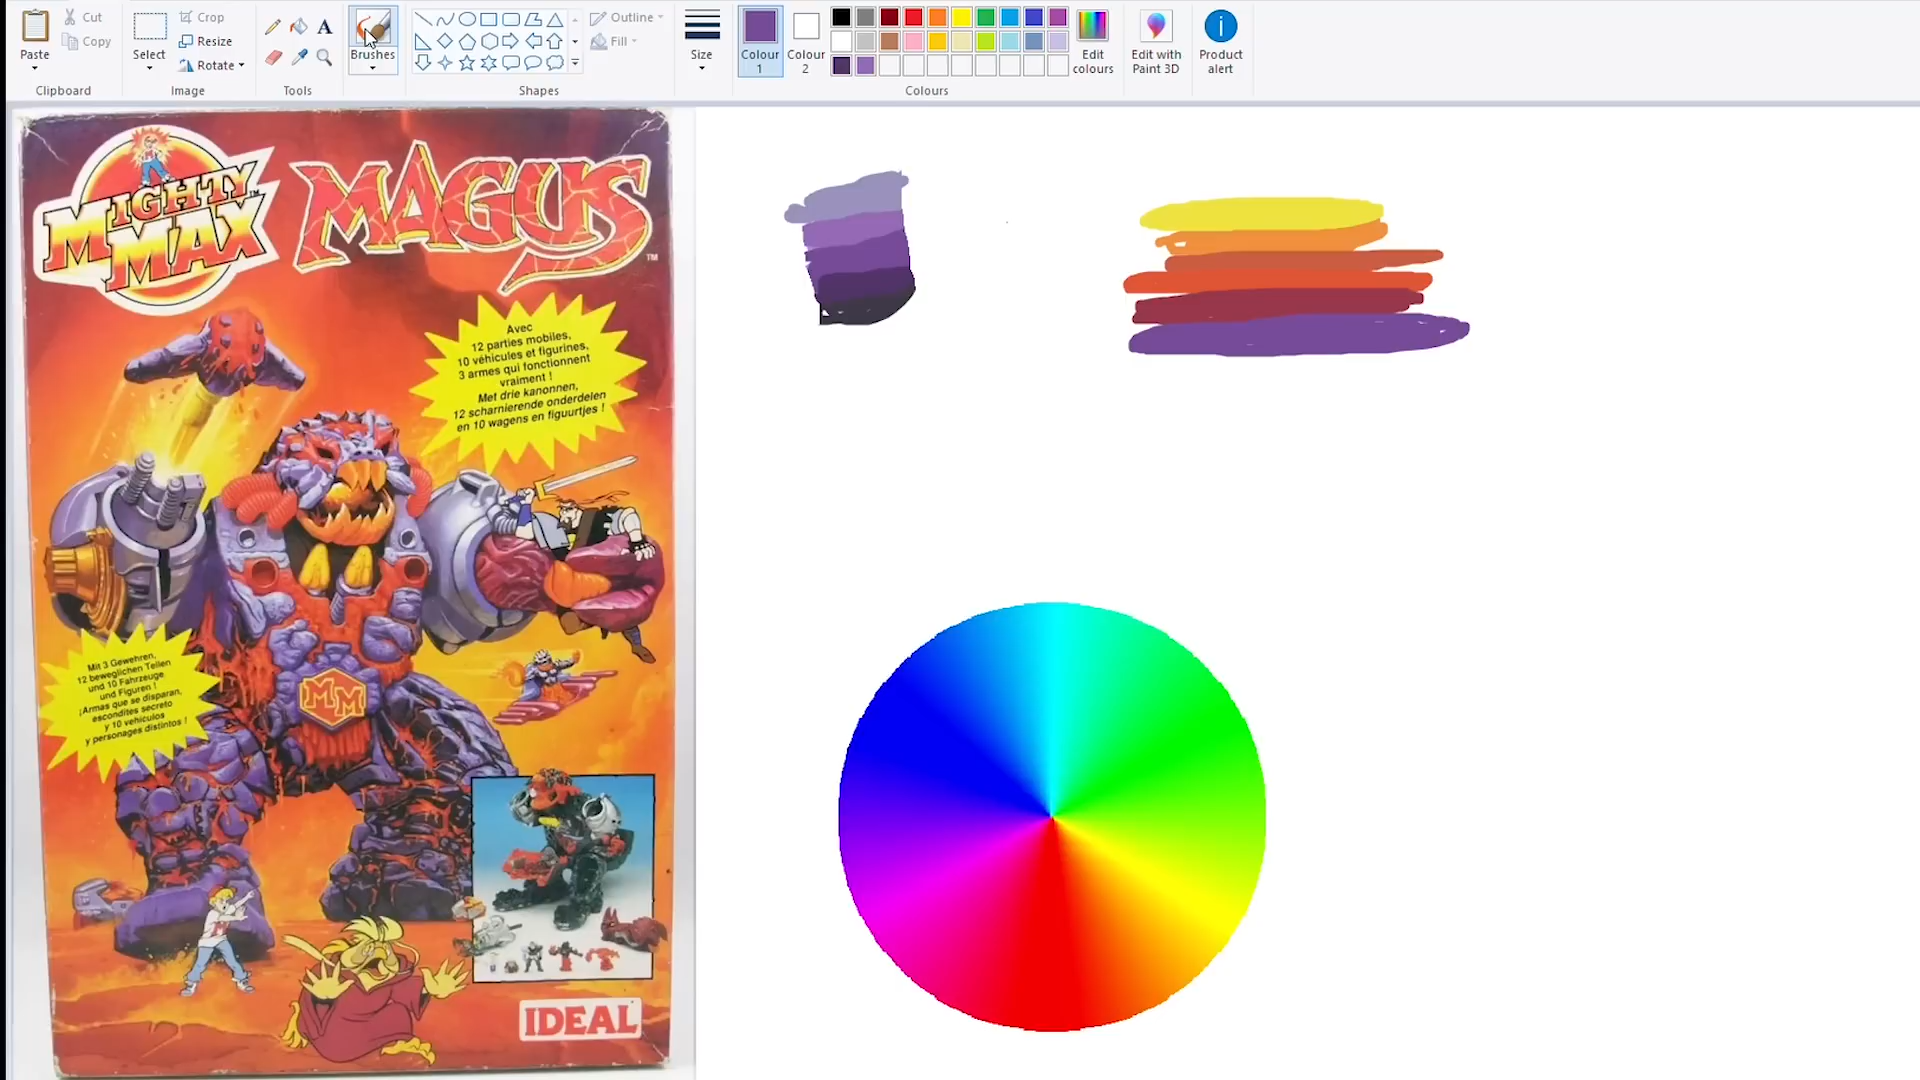 Paste
Cut
Copy
Clipboard
Select
Crop
Resize
Rotate
Image
A
Tools
Brushes
Shapes
Outline
Fill
Size
Colour
1
Colour
2
Colours
Edit
colours
Edit with
Paint 3D
Product
alert
MIGHTY
MAX
MAGUS
TM
Avec
12 parties mobiles,
10 véhicules et figurines,
3 armes qui fonctionnent
vraiment !
Met drie kanonnen,
12 scharnierende onderdelen
en 10 wagens en figuurtjes !
Mit 3 Gewehren,
12 beweglichen Teilen
und 10 Fahrzeuge
und Figuren !
¡Armas que se disparan,
escondites secreto
y 10 vehiculos
y personages distintos !
MM
M
IDEAL